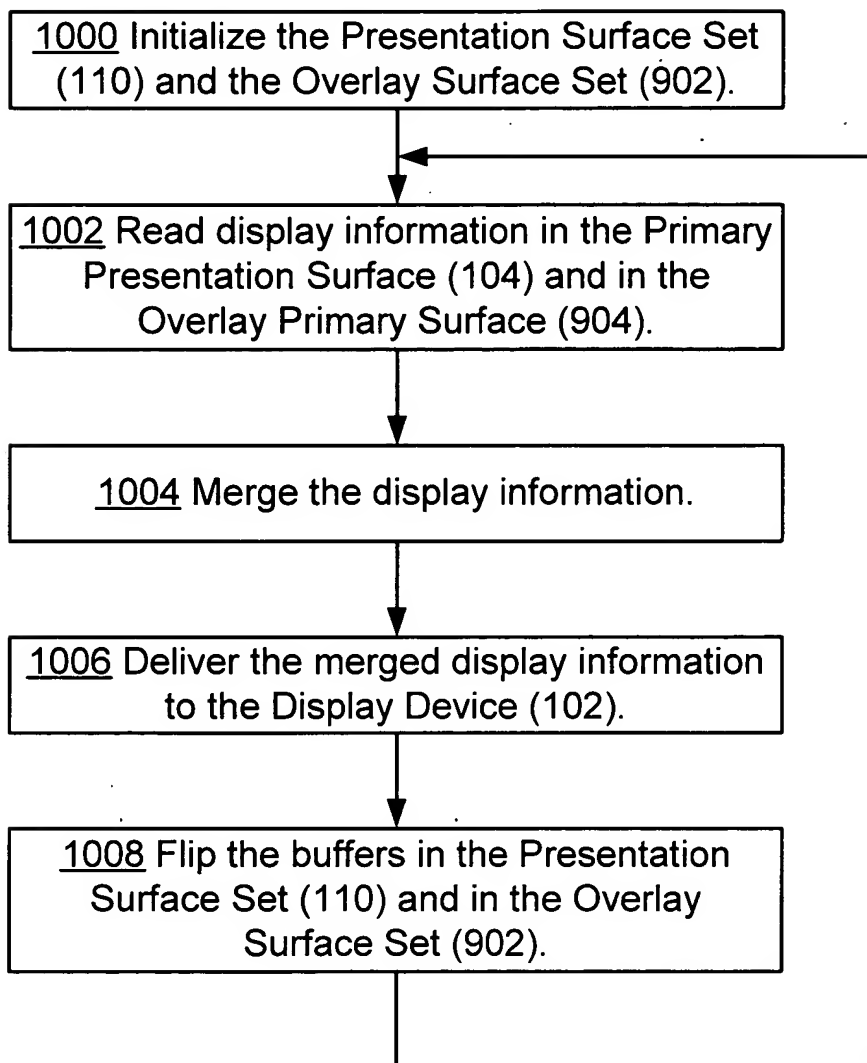 1000 Initialize the Presentation Surface Set
(110) and the Overlay Surface Set (902).
1002 Read display information in the Primary
Presentation Surface (104) and in the
Overlay Primary Surface (904).
1004 Merge the display information.
1006 Deliver the merged display information
to the Display Device (102).
1008 Flip the buffers in the Presentation
Surface Set (110) and in the Overlay
Surface Set (902).